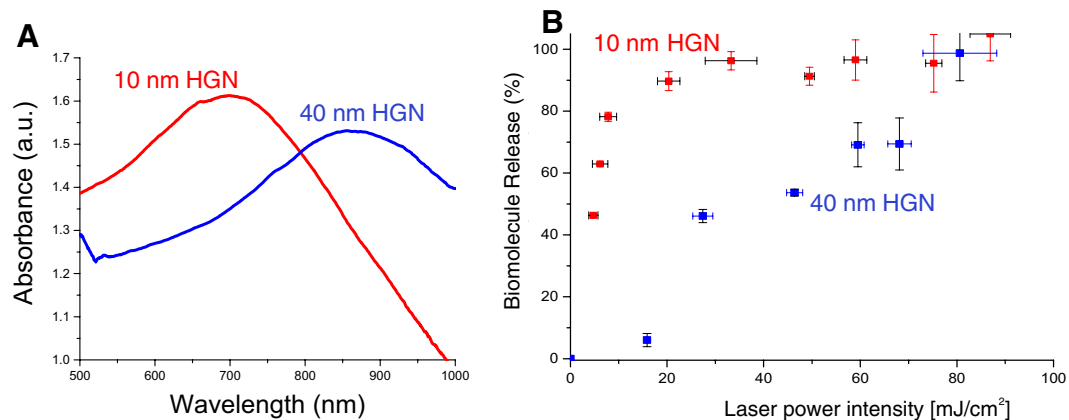 A
10 nm HGN
40 nm HGN
Absorbance (a.u.)
1.7
1.6
1.5
1.4
1.3
1.2
1.1
1.0
500 600 700 800 900 1000
Wavelength (nm)
B
10 nm HGN
40 nm HGN
Biomolecule Release (%)
100
80
60
40
20
0
0 20 40 60 80 100
Laser power intensity [mJ/cm²]